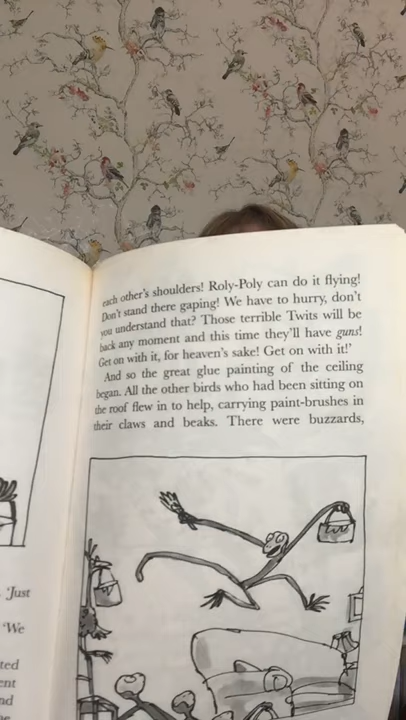 each other's shoulders! Roly-Poly can do it flying!
Don't stand there gaping! We have to hurry, don't
you understand that? Those terrible Twits will be
back any moment and this time they'll have guns!
Get on with it, for heaven's sake! Get on with it!'
And so the great glue painting of the ceiling
began. All the other birds who had been sitting on
the roof flew in to help, carrying paint-brushes in
their claws and beaks. There were buzzards,
'Just
'We